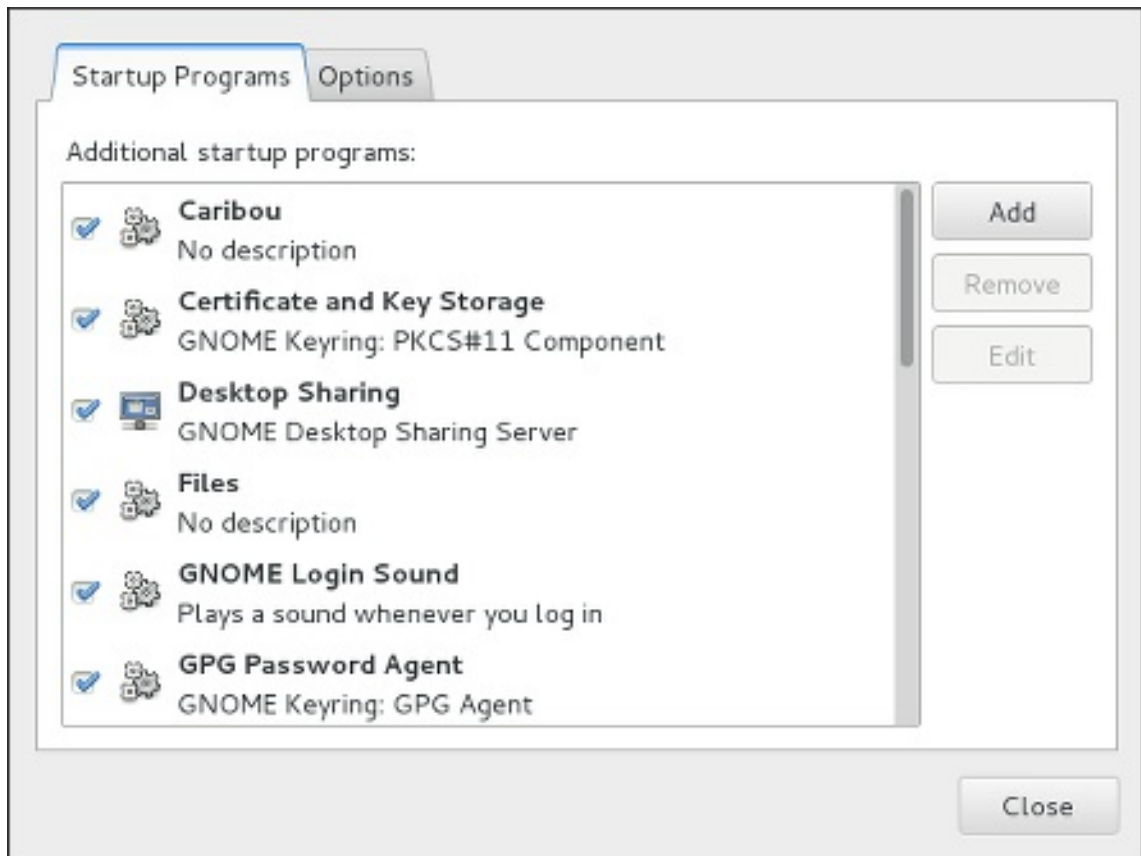 Startup Programs Options
Additional startup programs:
Caribou
No description
Certificate and Key Storage
GNOME Keyring: PKCS#11 Component
Desktop Sharing
GNOME Desktop Sharing Server
Files
No description
GNOME Login Sound
Plays a sound whenever you log in
GPG Password Agent
GNOME Keyring: GPG Agent
Add
Remove
Edit
Close